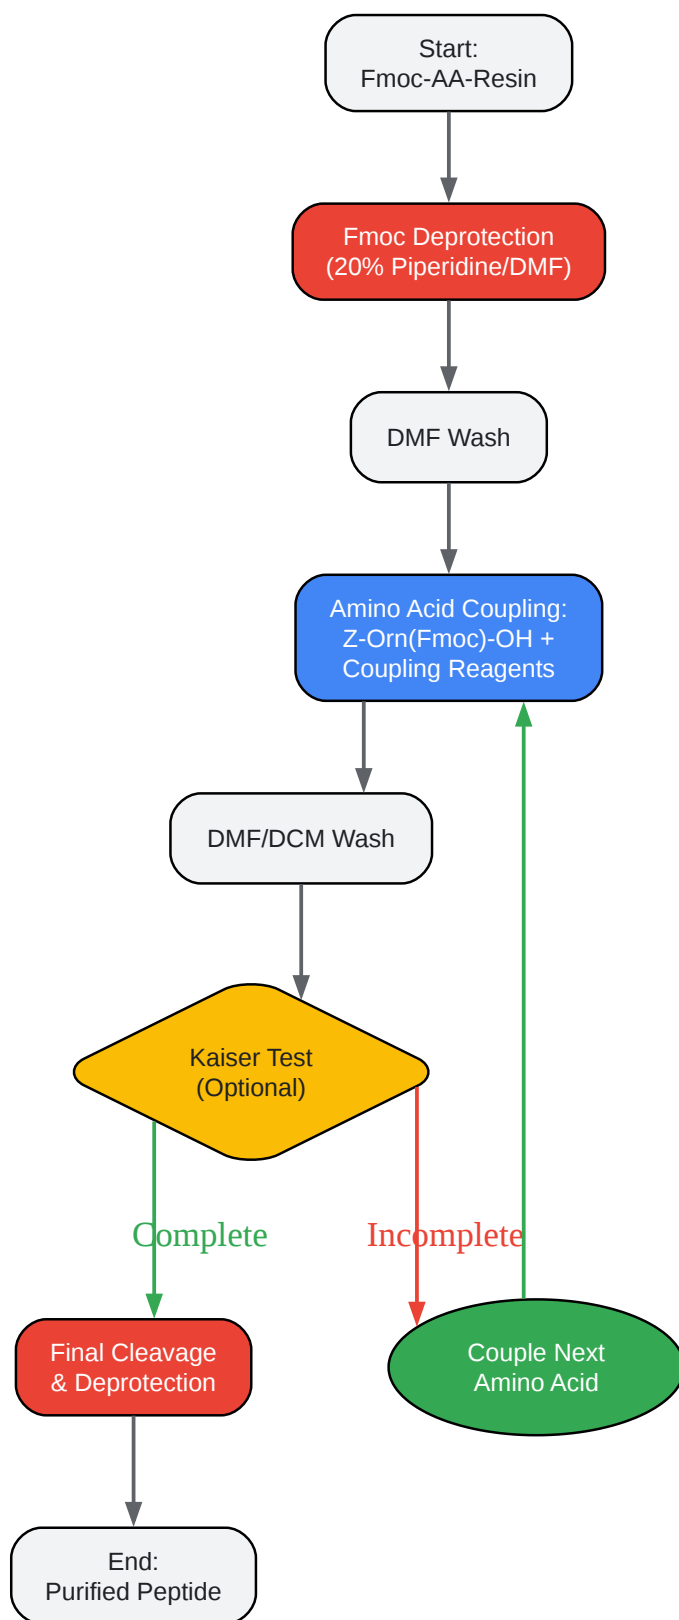 Start:
Fmoc-AA-Resin
Fmoc Deprotection
(20% Piperidine/DMF)
DMF Wash
Amino Acid Coupling:
Z-Orn(Fmoc)-OH +
Coupling Reagents
DMF/DCM Wash
Kaiser Test
(Optional)
Complete
Incomplete
Final Cleavage
& Deprotection
Couple Next
Amino Acid
End:
Purified Peptide